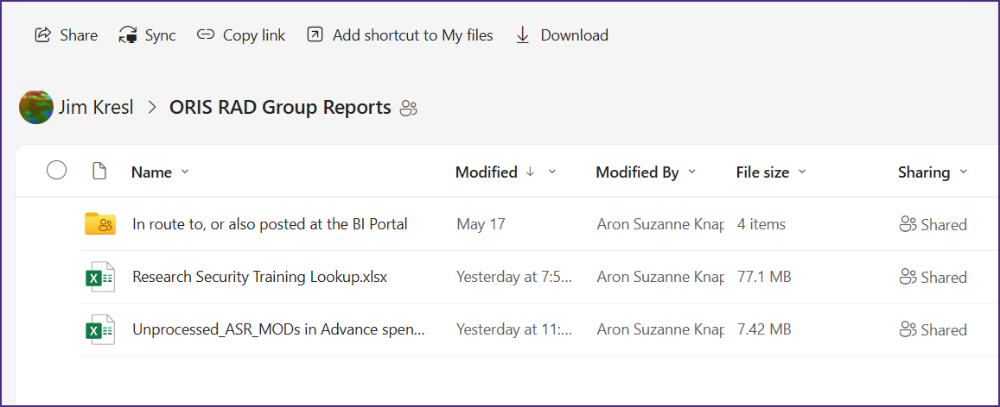 Share Sync Copy link Add shortcut to My files Download
Jim Kresl > ORIS RAD Group Reports
Name Modified Modified By File size Sharing
In route to, or also posted at the BI Portal May 17 Aron Suzanne Knap 4 items Shared
Research Security Training Lookup.xlsx Yesterday at 7:5... Aron Suzanne Knap 77.1 MB Shared
Unprocessed_ASR_MODs in Advance spen... Yesterday at 11:... Aron Suzanne Knap 7.42 MB Shared